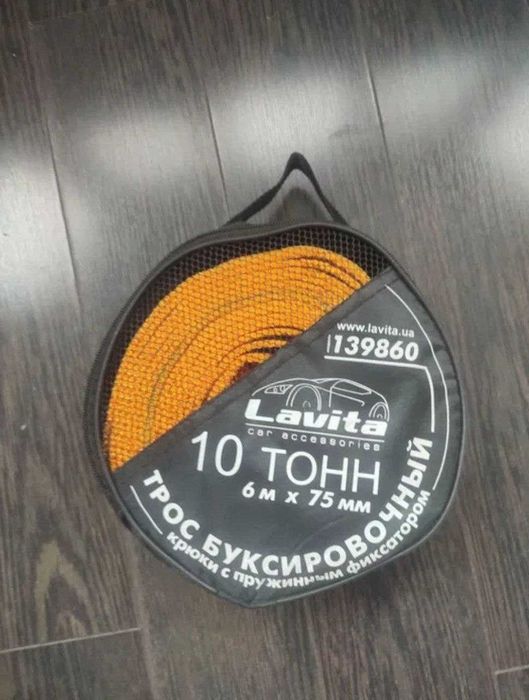 www.lavita.ua
139860
Lavita
car accessories
10 ТОНН
6 м х 75 мм
ТРОС БУКСИРОВОЧНЫЙ
крюки с пружинным фиксатором